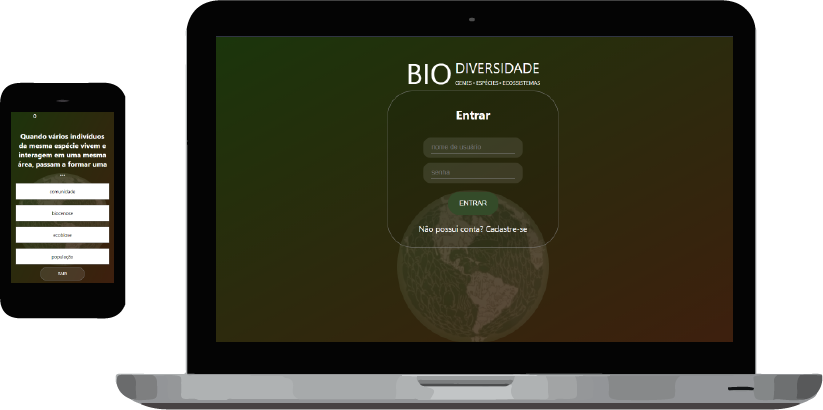 0
Quando vários indivíduos
da mesma espécie vivem e
interagem em uma mesma
área, passam a formar uma
...
comunidade
biocenose
ecobiose
população
SAIR
BIO DIVERSIDADE
GENES • ESPÉCIES • ECOSSISTEMAS
Entrar
nome de usuário
senha
ENTRAR
Não possui conta? Cadastre-se